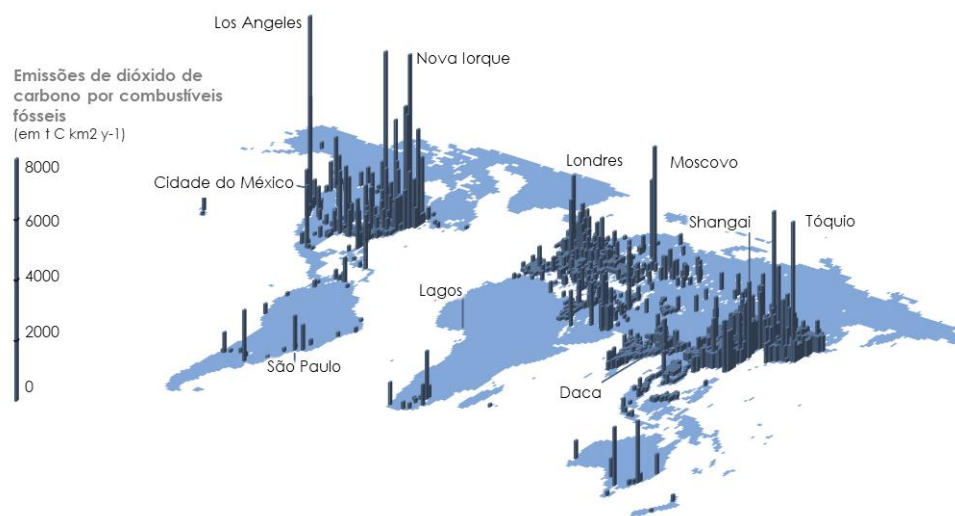 Los Angeles
Nova Iorque
Emissões de dióxido de
carbono por combustíveis
fósseis
(em t C km2 y-1)
8000
6000
4000
2000
0
Cidade do México
Londres
Moscovo
Shangai
Tóquio
Lagos
São Paulo
Daca